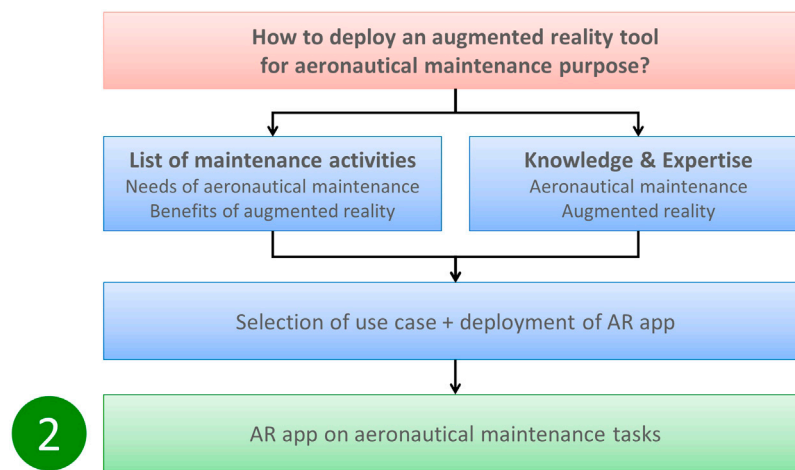 How to deploy an augmented reality tool
for aeronautical maintenance purpose?
List of maintenance activities
Needs of aeronautical maintenance
Benefits of augmented reality
Knowledge & Expertise
Aeronautical maintenance
Augmented reality
Selection of use case + deployment of AR app
2
AR app on aeronautical maintenance tasks